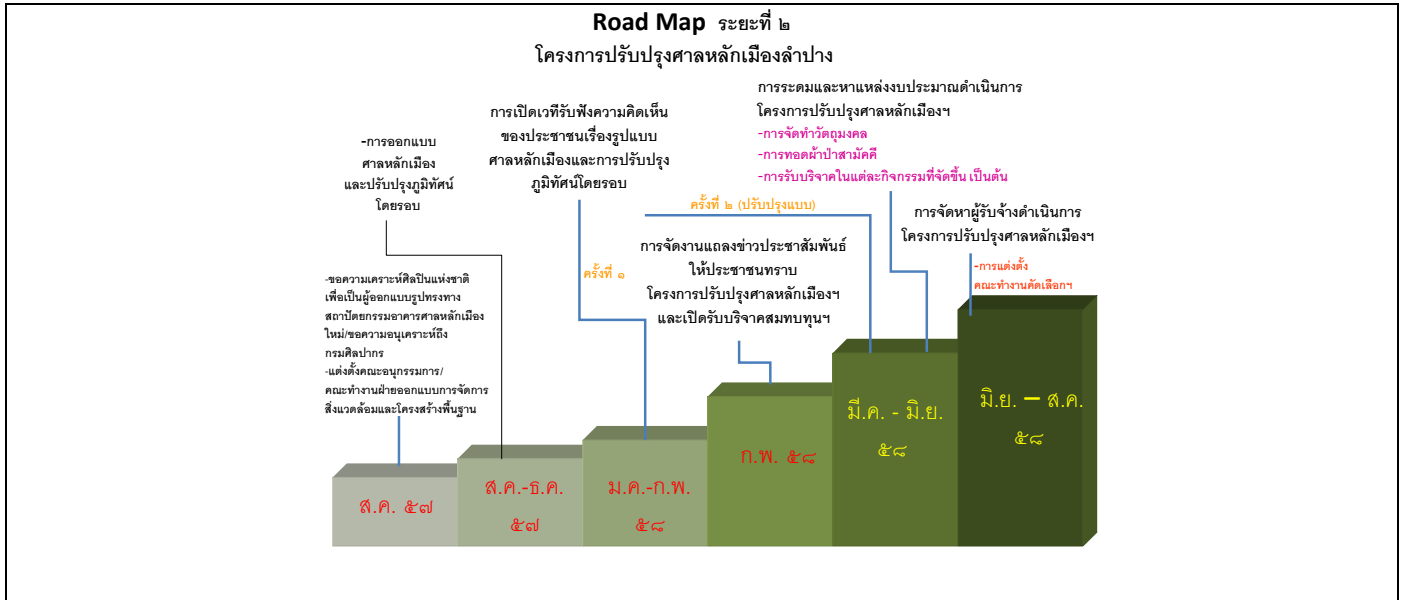 Road Map ระยะที่ ๒
โครงการปรับปรุงศาลหลักเมืองลำปาง
-การออกแบบ
ศาลหลักเมือง
และปรับปรุงภูมิทัศน์
โดยรอบ
การเปิดเวทีรับฟังความคิดเห็น
ของประชาชนเรื่องรูปแบบ
ศาลหลักเมืองและการปรับปรุง
ภูมิทัศน์โดยรอบ
การระดมและหาแหล่งงบประมาณดำเนินการ
โครงการปรับปรุงศาลหลักเมืองฯ
-การจัดทำวัตถุมงคล
-การทอดผ้าป่าสามัคคี
-การรับบริจาคในแต่ละกิจกรรมที่จัดขึ้น เป็นต้น
ครั้งที่ ๒ (ปรับปรุงแบบ)
การจัดหาผู้รับจ้างดำเนินการ
โครงการปรับปรุงศาลหลักเมืองฯ
-การแต่งตั้ง
คณะทำงานคัดเลือกฯ
ครั้งที่ ๑
การจัดงานแถลงข่าวประชาสัมพันธ์
ให้ประชาชนทราบ
โครงการปรับปรุงศาลหลักเมืองฯ
และเปิดรับบริจาคสมทบทุนฯ
-ขอความเคราะห์ศิลปินแห่งชาติ
เพื่อเป็นผู้ออกแบบรูปทรงทาง
สถาปัตยกรรมอาคารศาลหลักเมือง
ใหม่/ขอความอนุเคราะห์ถึง
กรมศิลปากร
-แต่งตั้งคณะอนุกรรมการ/
คณะทำงานฝ่ายออกแบบการจัดการ
สิ่งแวดล้อมและโครงสร้างพื้นฐาน
ส.ค. ๕๗
ส.ค.-ธ.ค.
๕๗
ม.ค.-ก.พ.
๕๘
ก.พ. ๕๘
มี.ค. - มิ.ย.
๕๘
มิ.ย. – ส.ค.
๕๘